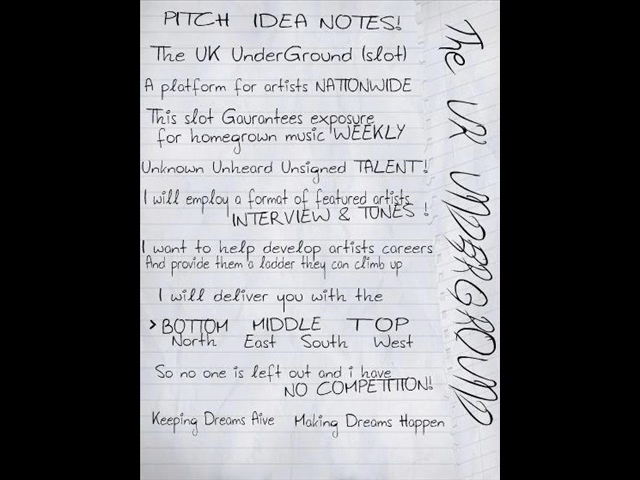 PITCH IDEA NOTES!
The UK UnderGround (slot)
A platform for artists NATIONWIDE
This slot Gaurantees exposure
for homegrown music WEEKLY
Unknown Unheard Unsigned TALENT!
I will employ a format of featured artists
INTERVIEW & TUNES !
I want to help develop artists careers
And provide them a ladder they can climb up
I will deliver you with the
> BOTTOM MIDDLE TOP
North East South West
So no one is left out and i have
NO COMPETITION!
Keeping Dreams Aive Making Dreams Happen
The UK UNDERGROUND